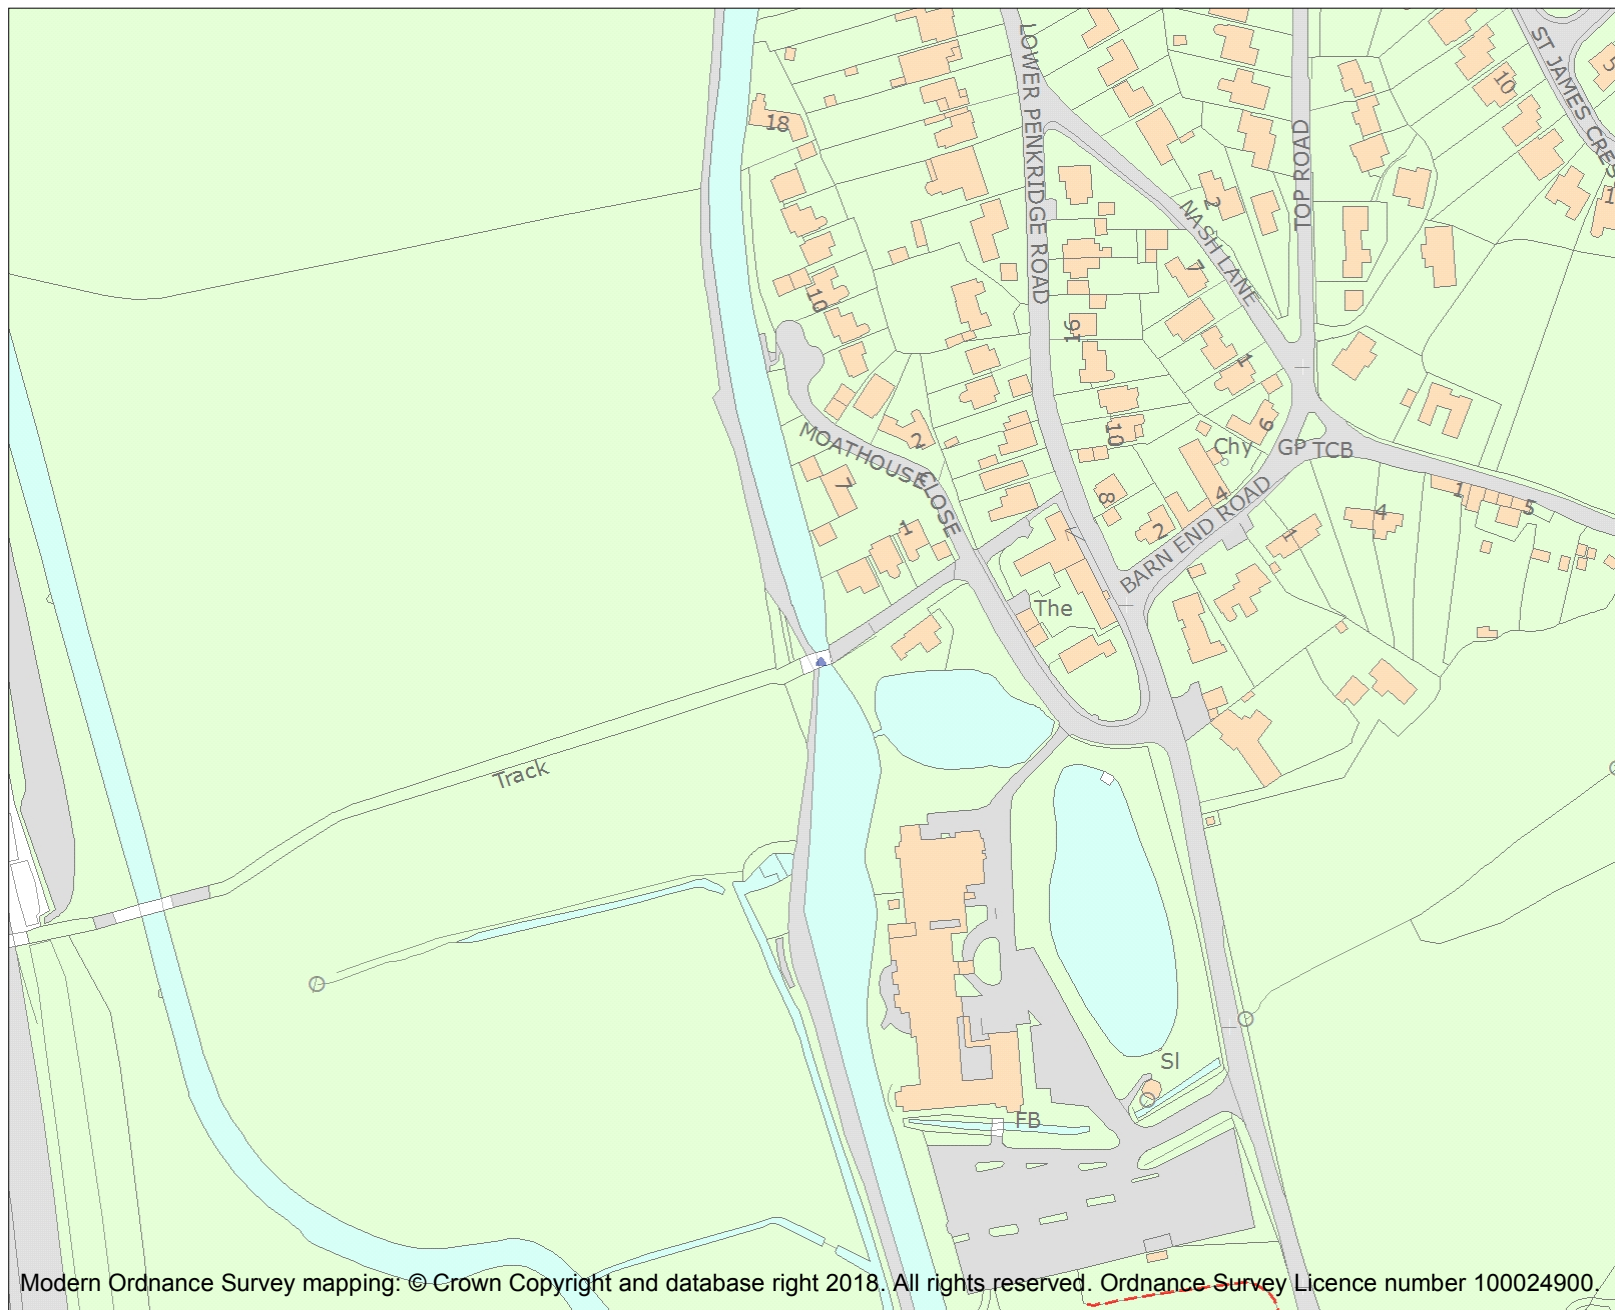 LOWER PENKRIDGE ROAD
ST JAMES CRES
5
10
18
TOP ROAD
2
NASH LANE
1
7
10
16
1
MOATHOUSE CLOSE
2
10
9
Chy
GP
TCB
7
8
4
1
5
4
BARN END ROAD
1
2
1
The
Track
Sl
FB
Modern Ordnance Survey mapping: © Crown Copyright and database right 2018. All rights reserved. Ordnance Survey Licence number 100024900.